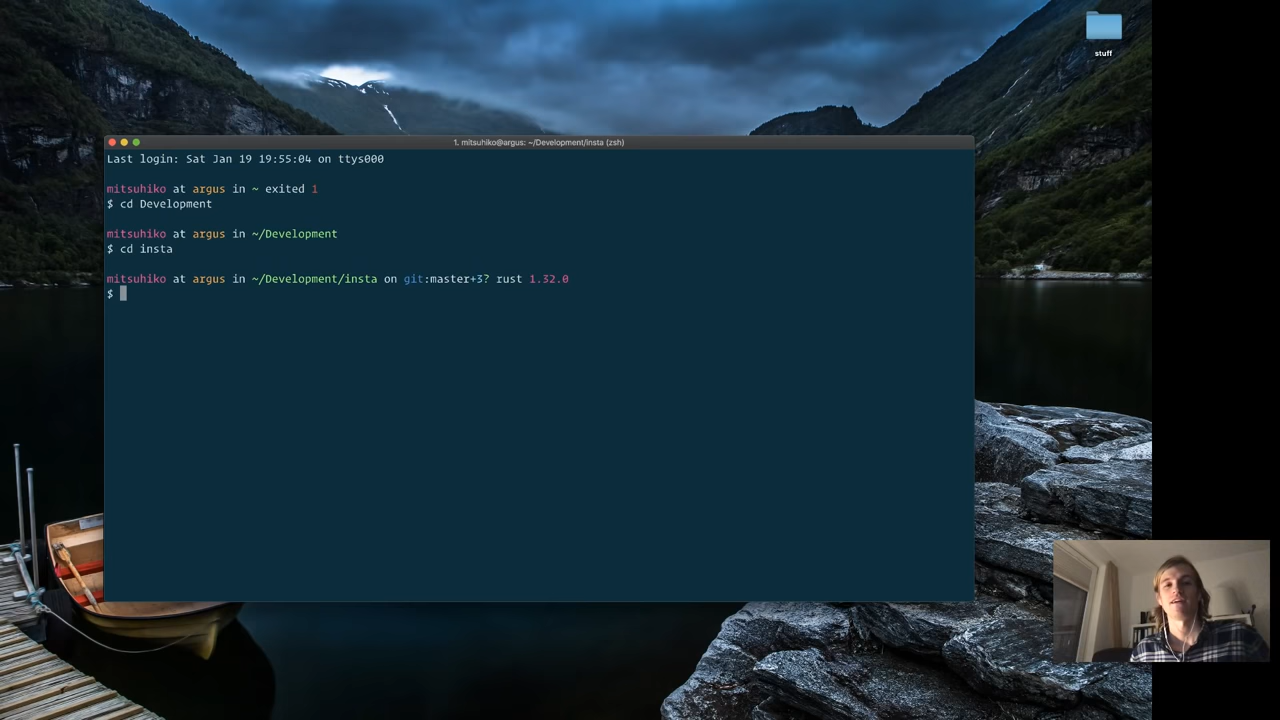 stuff
1. mitsuhiko@argus: ~/Development/insta (zsh)
Last login: Sat Jan 19 19:55:04 on ttys000
mitsuhiko at argus in ~ exited 1
$ cd Development
mitsuhiko at argus in ~/Development
$ cd insta
mitsuhiko at argus in ~/Development/insta on git:master+3? rust 1.32.0
$